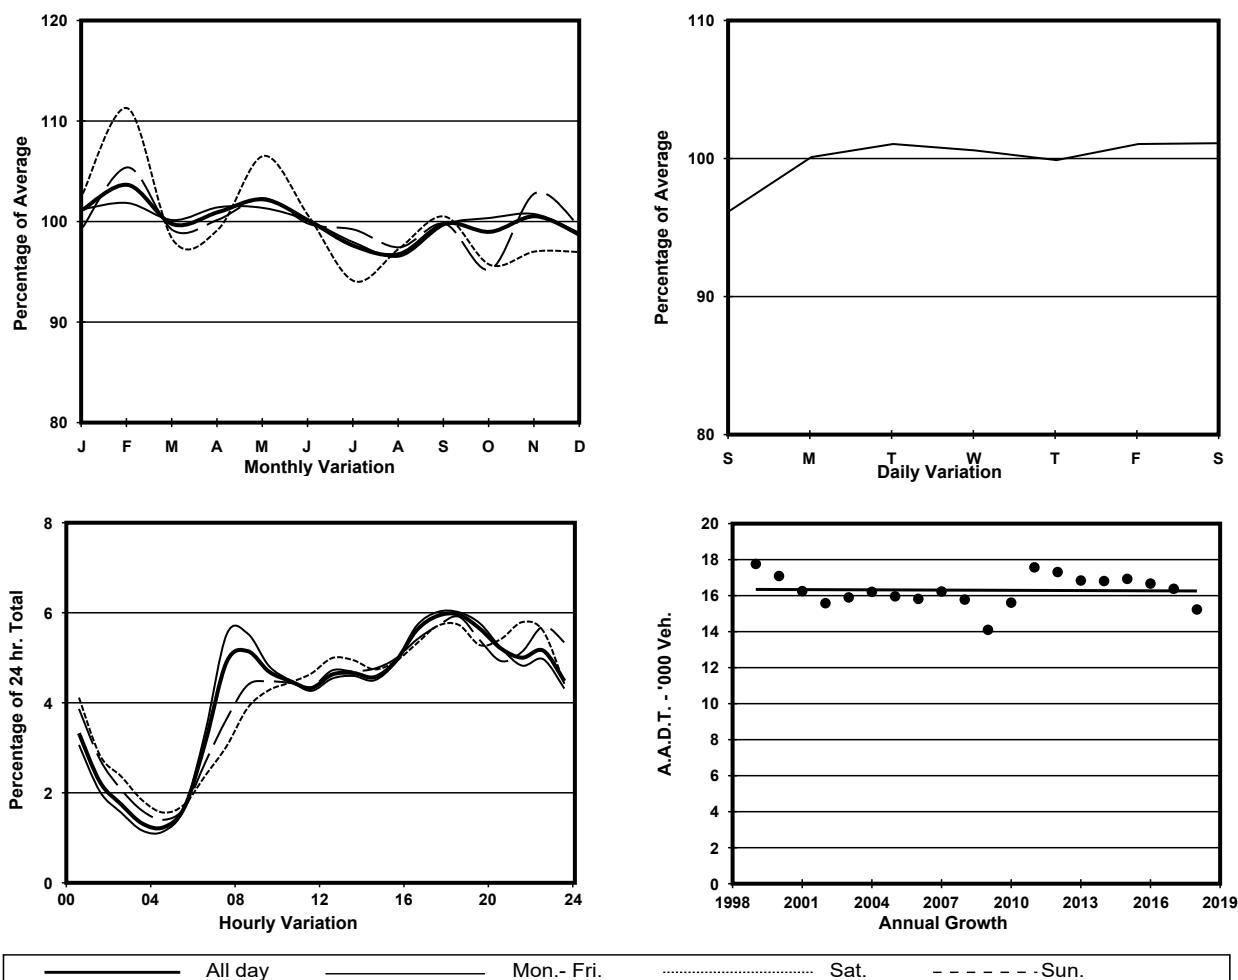 120
110
100
90
80
Percentage of Average
J F M A M J J A S O N D
Monthly Variation
110
100
90
80
Percentage of Average
S M T W T F S
Daily Variation
8
6
4
2
0
Percentage of 24 hr. Total
00 04 08 12 16 20 24
Hourly Variation
20
18
16
14
12
10
8
6
4
2
0
A.A.D.T. - '000 Veh.
1998 2001 2004 2007 2010 2013 2016 2019
Annual Growth
All day Mon.- Fri. Sat. Sun.